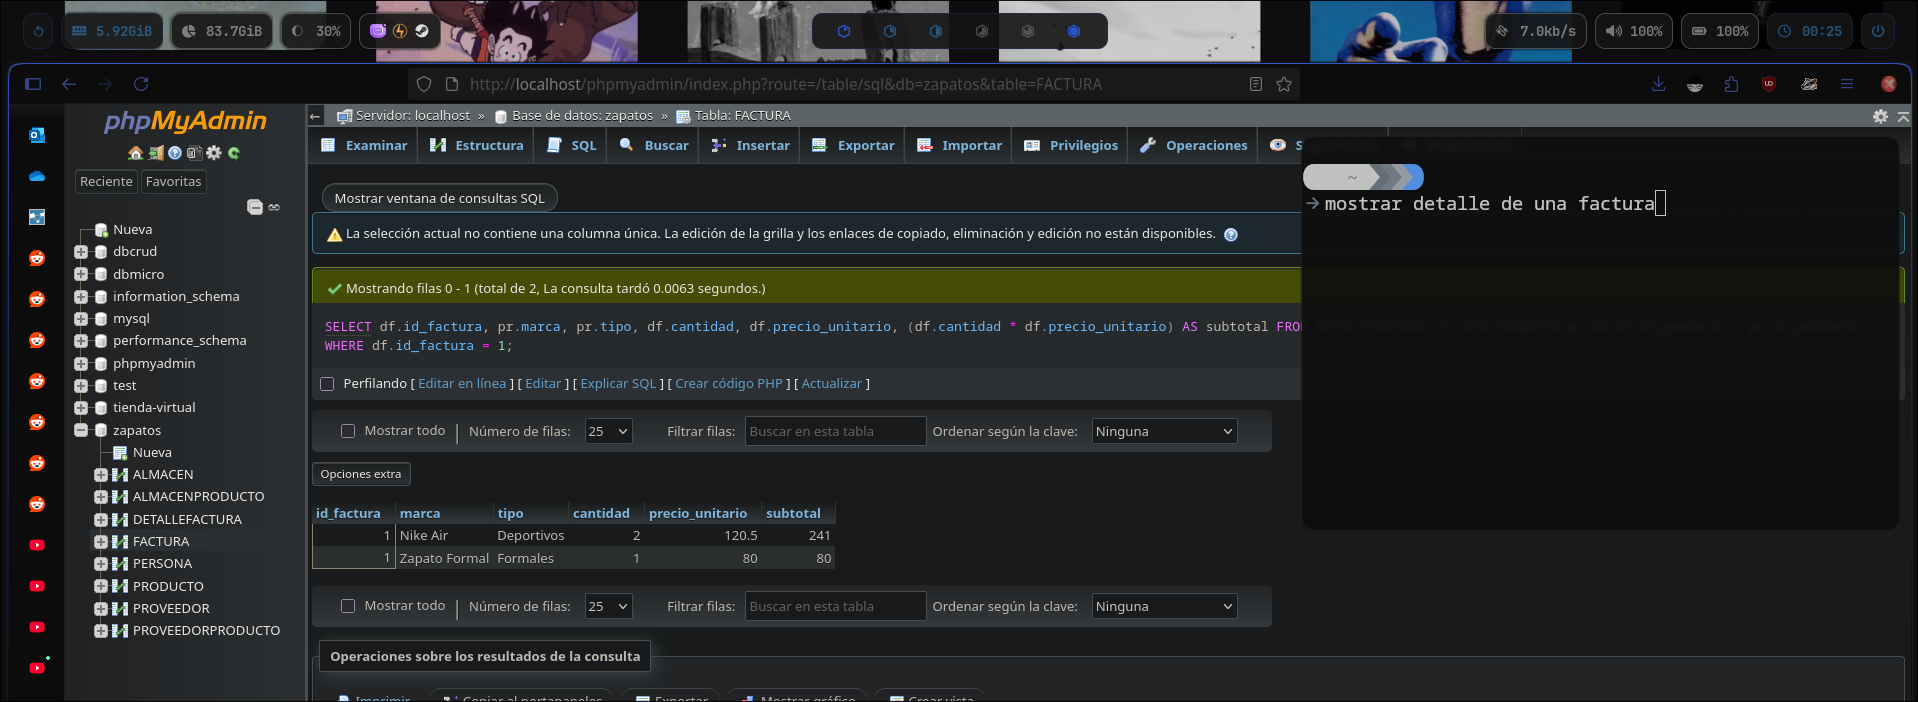 5.92GiB 83.7GiB 30% 7.0kb/s 100% 100% 00:25
http://localhost/phpmyadmin/index.php?route=/table/sql&db=zapatos&table=FACTURA
phpMyAdmin
Reciente Favoritas
Nueva
dbcrud
dbmicro
information_schema
mysql
performance_schema
phpmyadmin
test
tienda-virtual
zapatos
Nueva
ALMACEN
ALMACENPRODUCTO
DETALLEFACTURA
FACTURA
PERSONA
PRODUCTO
PROVEEDOR
PROVEEDORPRODUCTO
Servidor: localhost » Base de datos: zapatos » Tabla: FACTURA
Examinar Estructura SQL Buscar Insertar Exportar Importar Privilegios Operaciones
Mostrar ventana de consultas SQL
La selección actual no contiene una columna única. La edición de la grilla y los enlaces de copiado, eliminación y edición no están disponibles.
Mostrando filas 0 - 1 (total de 2, La consulta tardó 0.0063 segundos.)
SELECT df.id_factura, pr.marca, pr.tipo, df.cantidad, df.precio_unitario, (df.cantidad * df.precio_unitario) AS subtotal FRO
WHERE df.id_factura = 1;
Perfilando [ Editar en línea ] [ Editar ] [ Explicar SQL ] [ Crear código PHP ] [ Actualizar ]
Mostrar todo | Número de filas: 25 Filtrar filas: Buscar en esta tabla Ordenar según la clave: Ninguna
Opciones extra
id_factura marca tipo cantidad precio_unitario subtotal
1 Nike Air Deportivos 2 120.5 241
1 Zapato Formal Formales 1 80 80
Mostrar todo | Número de filas: 25 Filtrar filas: Buscar en esta tabla Ordenar según la clave: Ninguna
Operaciones sobre los resultados de la consulta
Imprimir Copiar al portapapeles Exportar Mostrar gráfico Crear vista
~
→ mostrar detalle de una factura